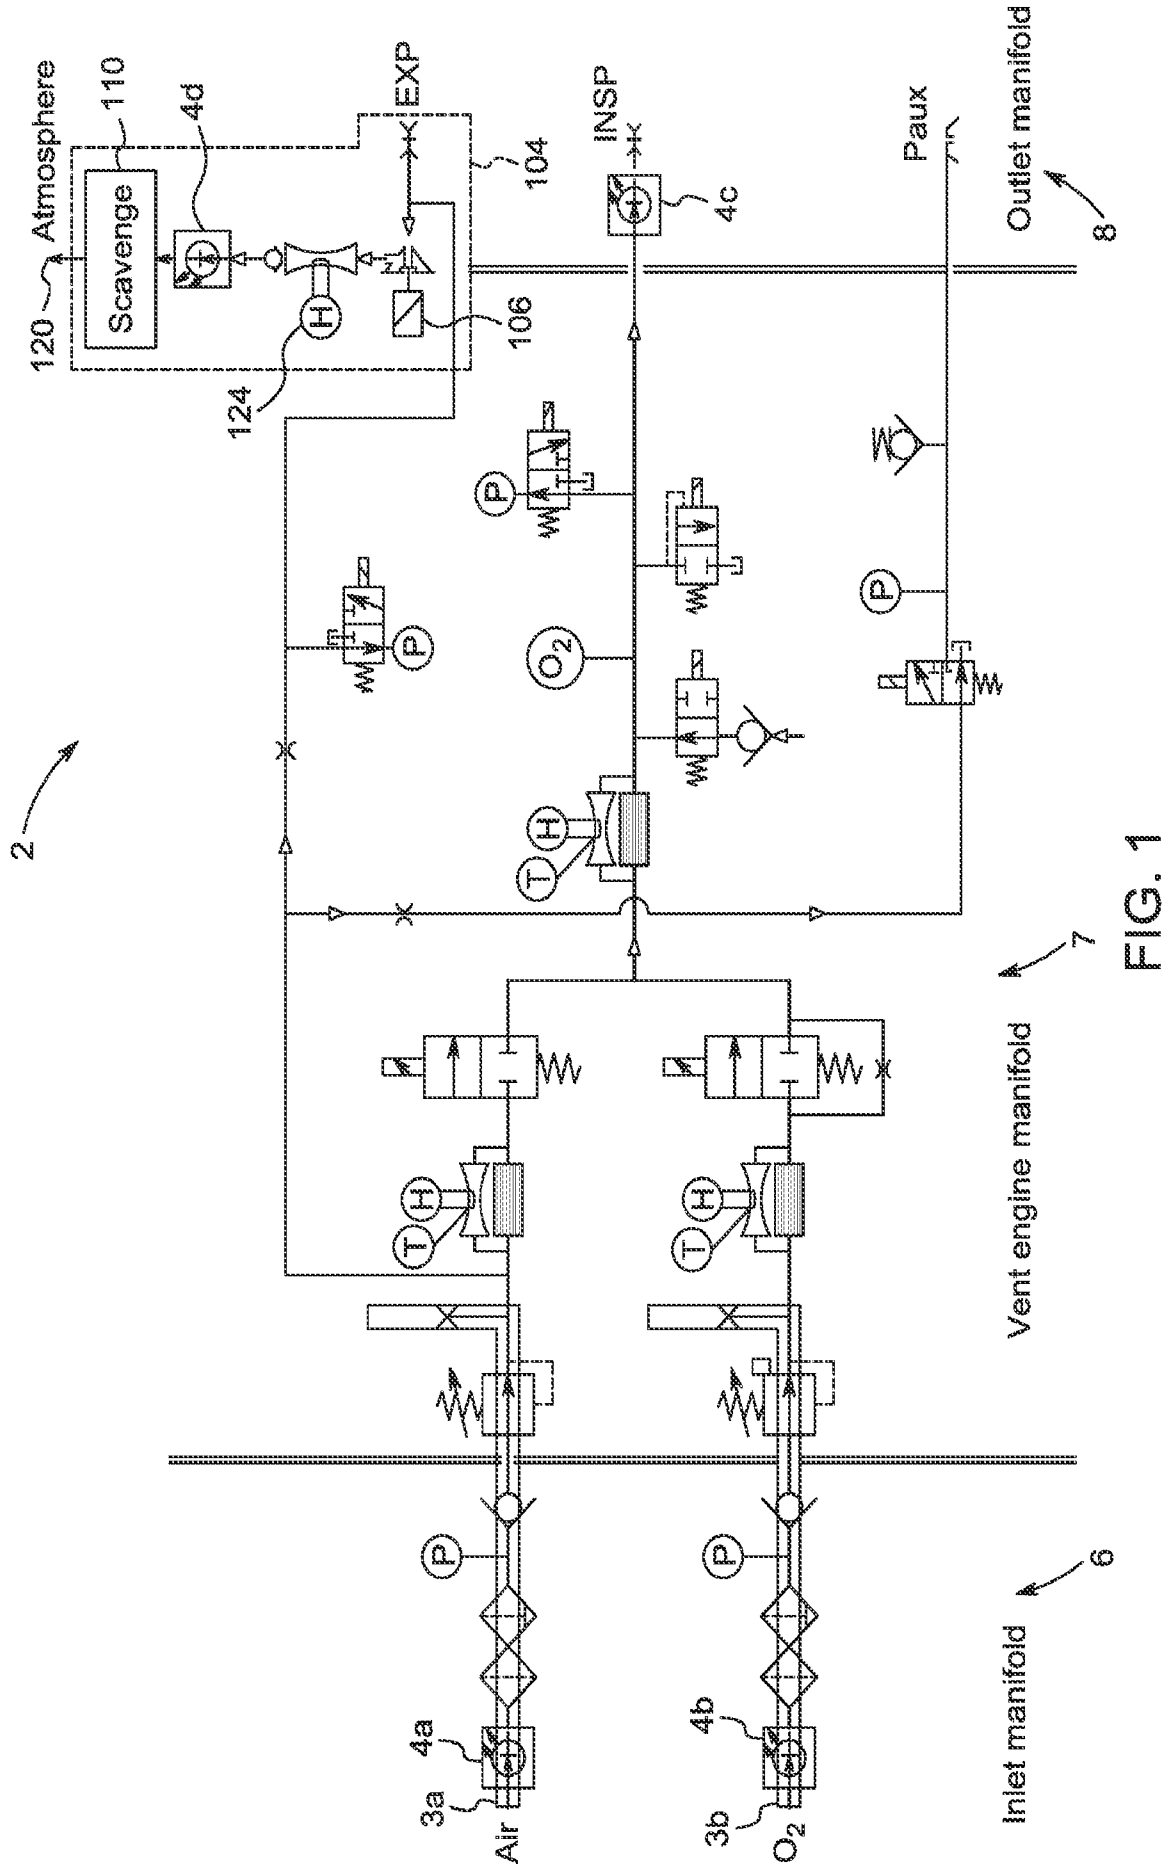 Atmosphere
120
110
Scavenge
4d
EXP
104
124
H
106
INSP
4c
Paux
Outlet manifold
8
2
P
P
O2
P
H
T
7
Vent engine manifold
H
T
H
T
P
P
4a
3a
Air
4b
3b
O2
6
Inlet manifold
FIG. 1